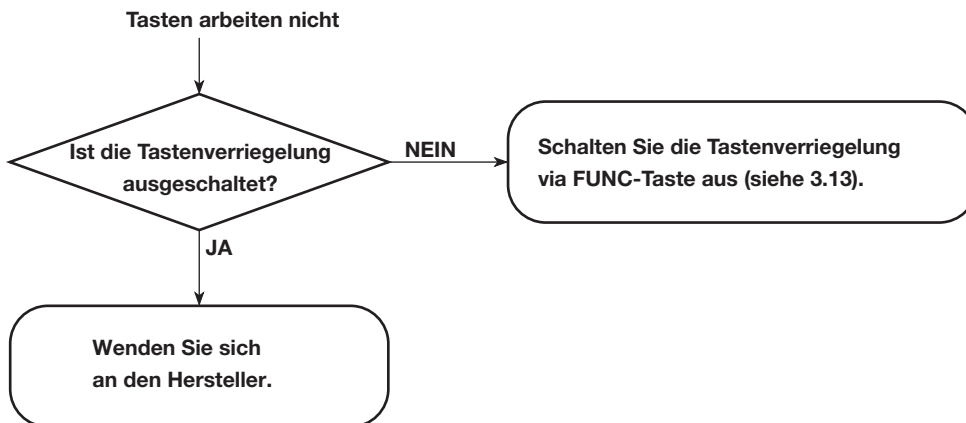 Tasten arbeiten nicht
Ist die Tastenverriegelung
ausgeschaltet?
NEIN
Schalten Sie die Tastenverriegelung
via FUNC-Taste aus (siehe 3.13).
JA
Wenden Sie sich
an den Hersteller.